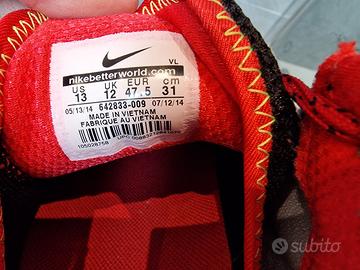 VL
nikebetterworld.com
US UK EUR cm
13 12 47.5 31
05/13/14 642833-009 07/12/14
MADE IN VIETNAM
FABRIQUE AU VIETNAM
105028758
subito